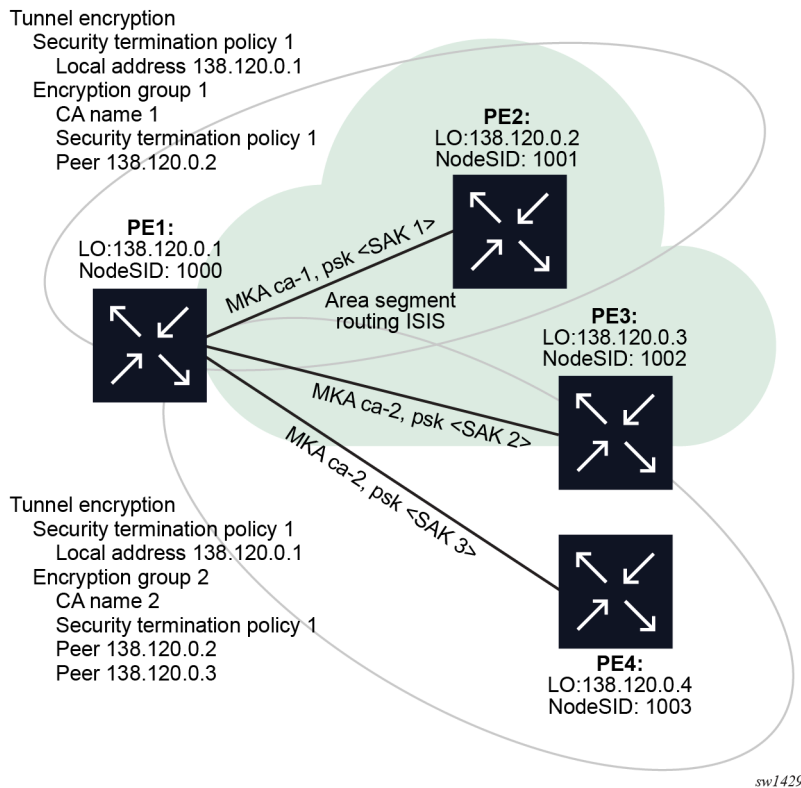 Tunnel encryption
Security termination policy 1
Local address 138.120.0.1
Encryption group 1
CA name 1
Security termination policy 1
Peer 138.120.0.2
PE2:
LO:138.120.0.2
NodeSID: 1001
PE1:
LO:138.120.0.1
NodeSID: 1000
MKA ca-1, psk <SAK 1>
Area segment
routing ISIS
PE3:
LO:138.120.0.3
NodeSID: 1002
MKA ca-2, psk <SAK 2>
MKA ca-2, psk <SAK 3>
Tunnel encryption
Security termination policy 1
Local address 138.120.0.1
Encryption group 2
CA name 2
Security termination policy 1
Peer 138.120.0.2
Peer 138.120.0.3
PE4:
LO:138.120.0.4
NodeSID: 1003
sw1429